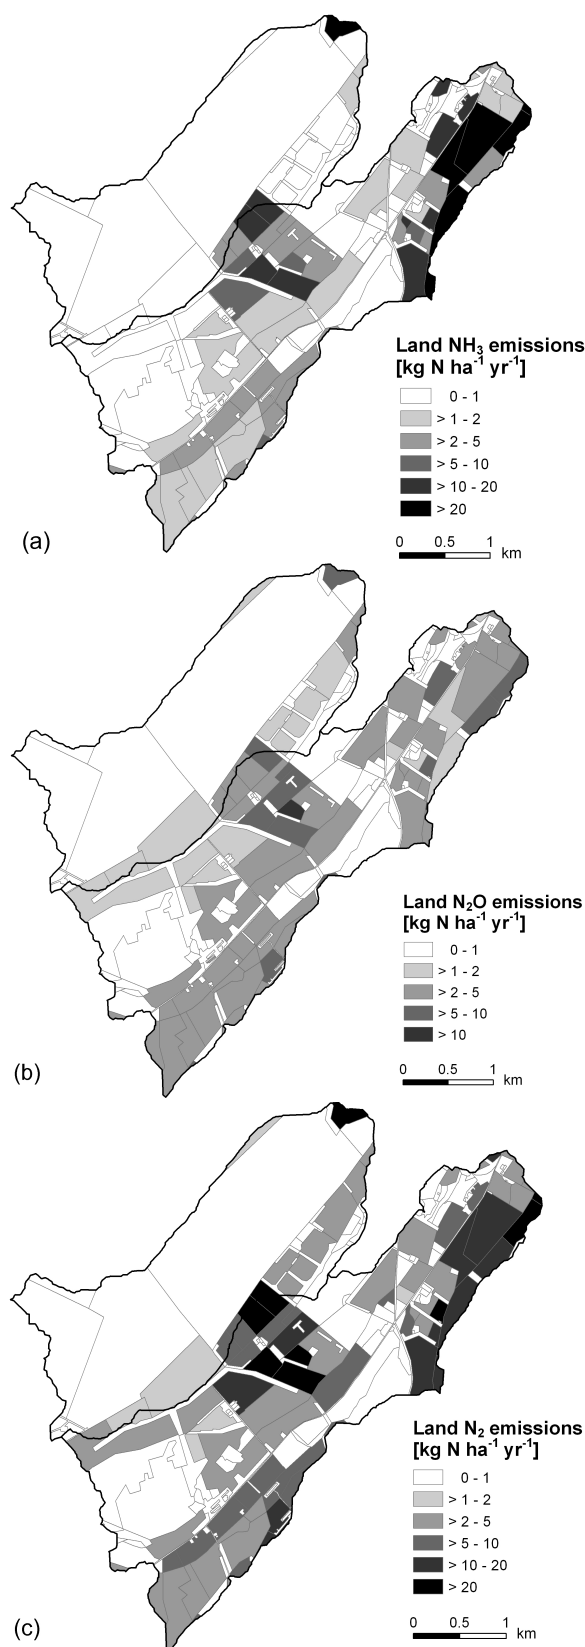 Land NH₃ emissions
[kg N ha⁻¹ yr⁻¹]
0 - 1
> 1 - 2
> 2 - 5
> 5 - 10
> 10 - 20
> 20
0 0.5 1
km
(a)
Land N₂O emissions
[kg N ha⁻¹ yr⁻¹]
0 - 1
> 1 - 2
> 2 - 5
> 5 - 10
> 10
0 0.5 1
km
(b)
Land N₂ emissions
[kg N ha⁻¹ yr⁻¹]
0 - 1
> 1 - 2
> 2 - 5
> 5 - 10
> 10 - 20
> 20
0 0.5 1
km
(c)